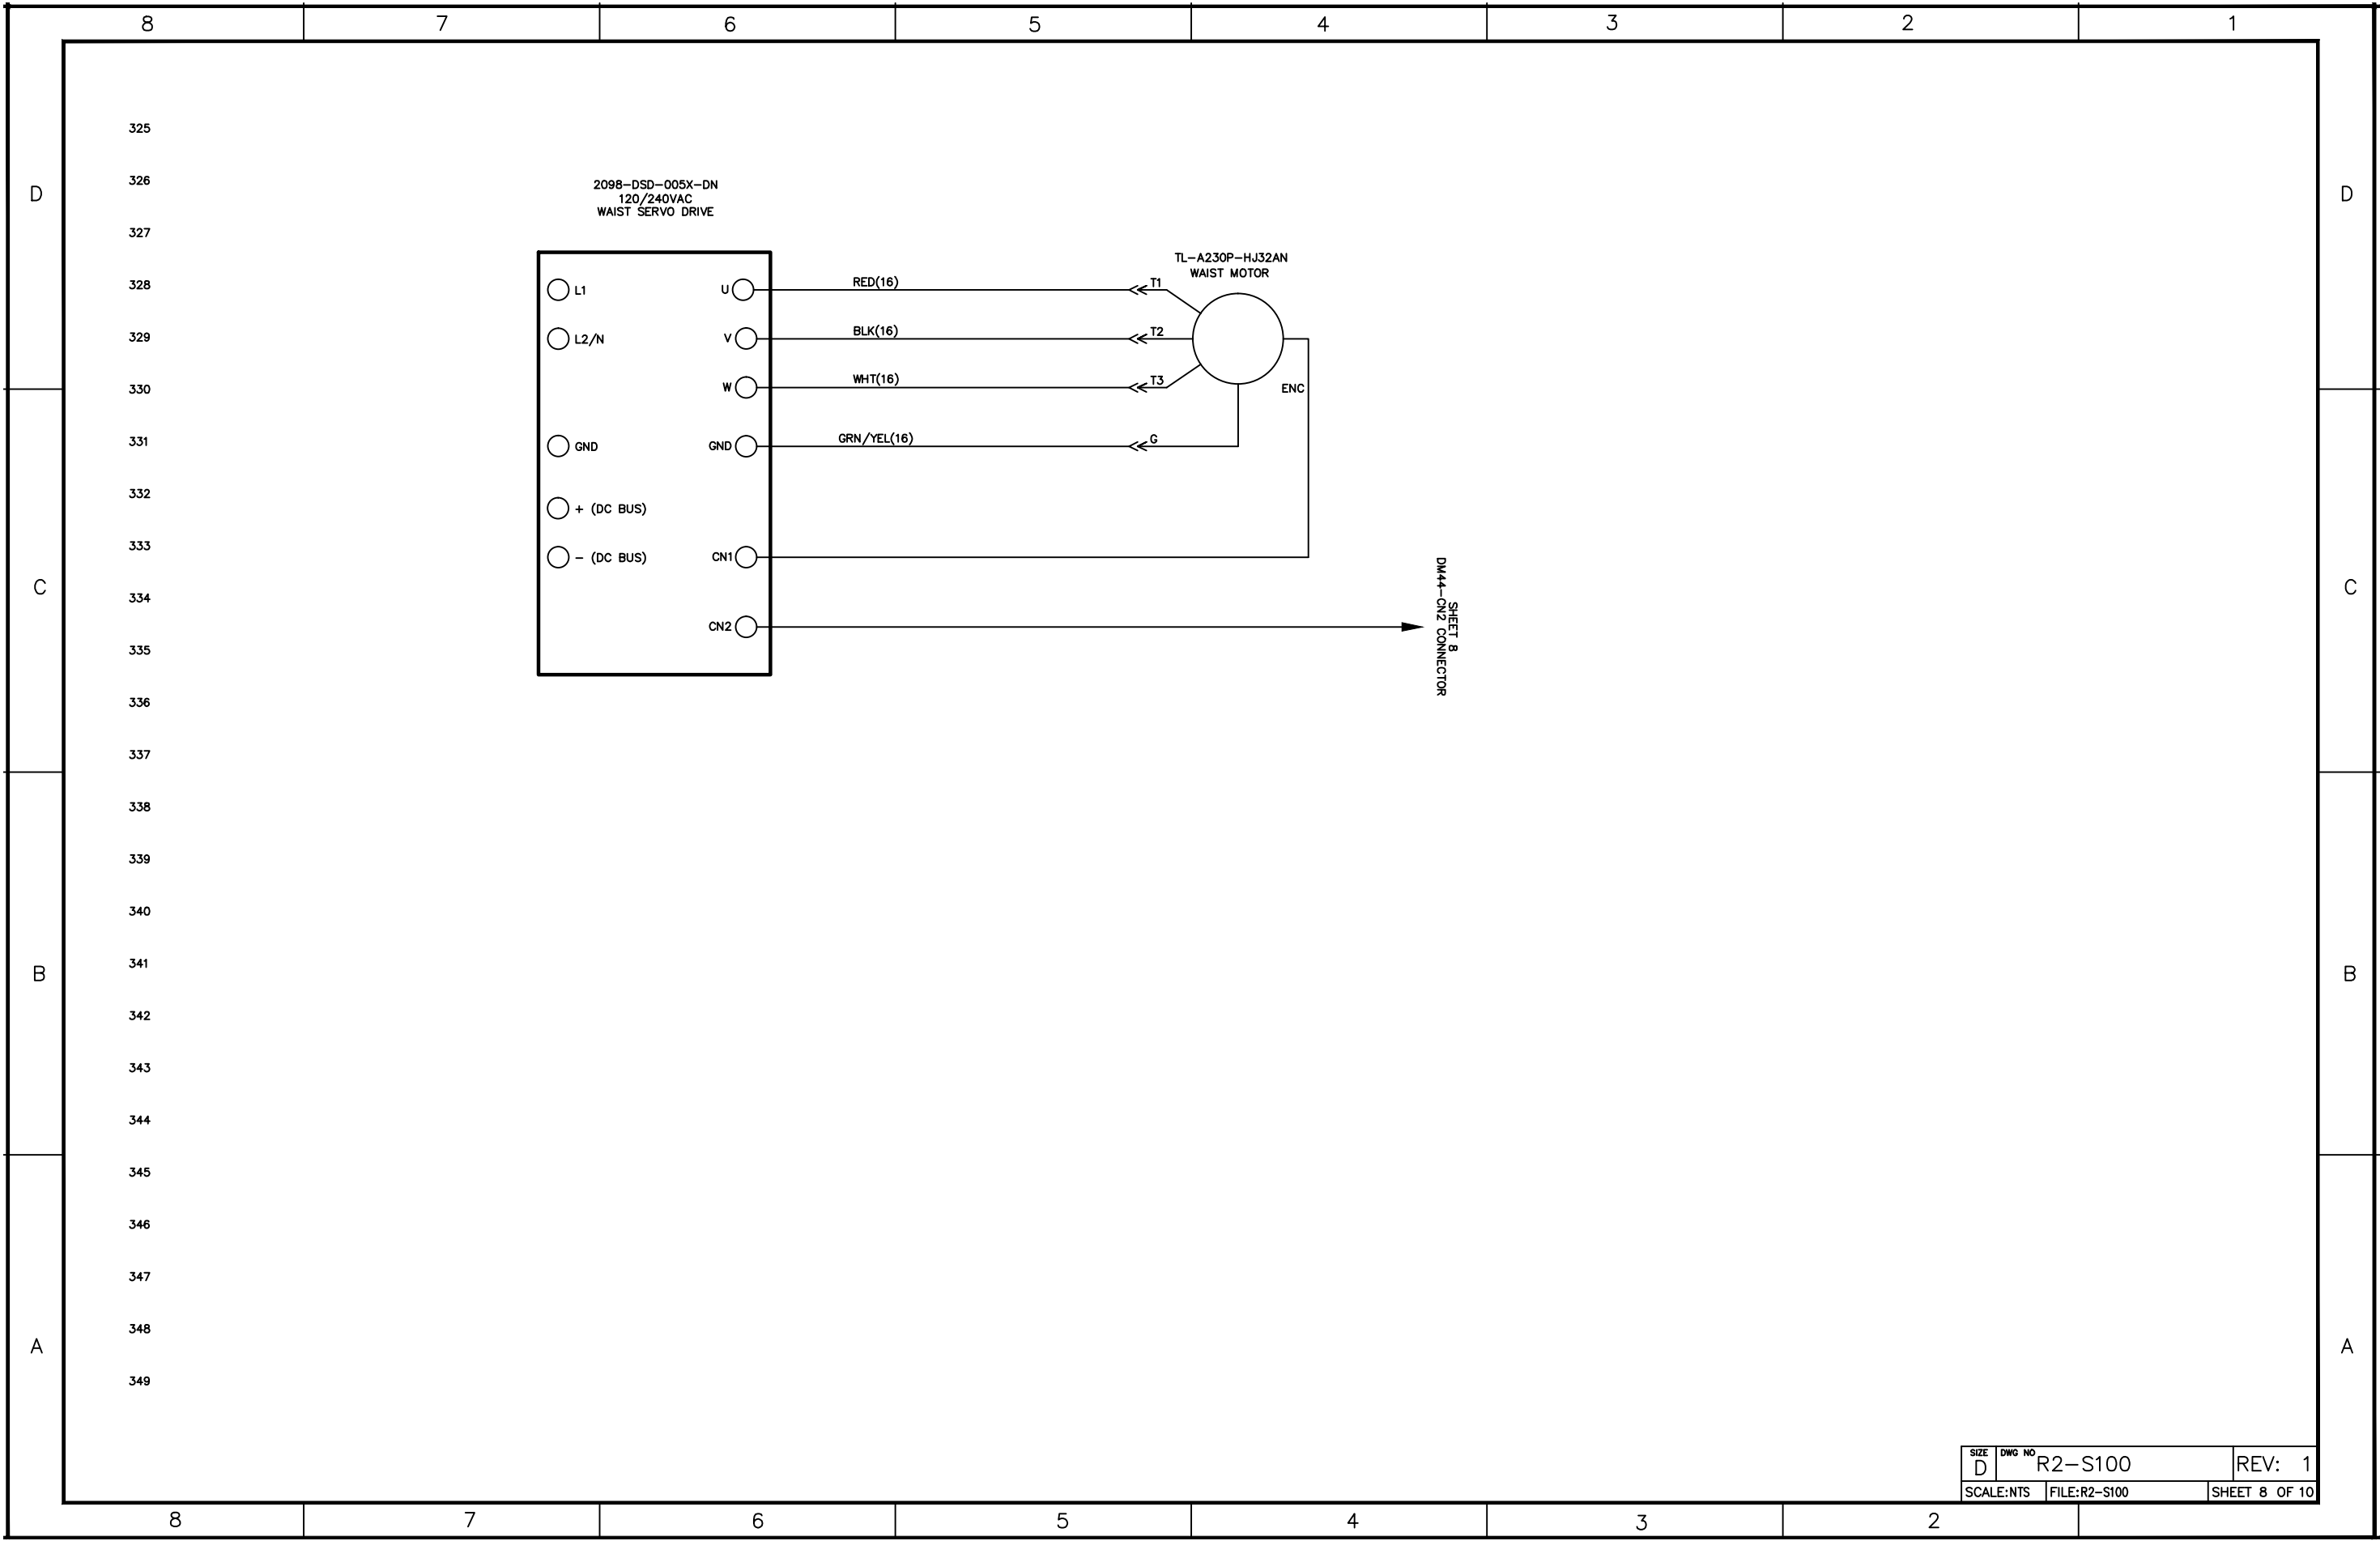 8 7 6 5 4 3 2 1
325
326
D D
2098-DSD-005X-DN
120/240VAC
WAIST SERVO DRIVE
327
TL-A230P-HJ32AN
WAIST MOTOR
328
L1 U RED(16) T1
329
L2/N V BLK(16) T2
330
W WHT(16) T3
ENC
331
GND GND GRN/YEL(16) G
332
+ (DC BUS)
333
- (DC BUS) CN1
C C
334
CN2
SHEET 8
DM44-CN2 CONNECTOR
335
336
337
338
339
340
341
B B
342
343
344
345
346
347
348
A A
349
SIZE DWG NO
D R2-S100 REV: 1
SCALE:NTS FILE:R2-S100 SHEET 8 OF 10
8 7 6 5 4 3 2